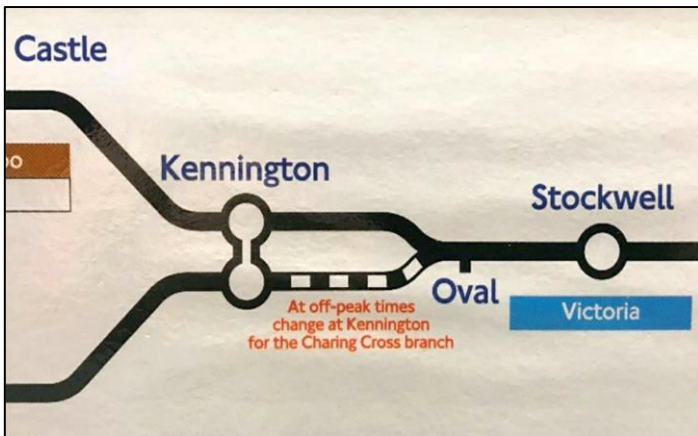 Castle
Kennington
Stockwell
Oval
Victoria
At off-peak times
change at Kennington
for the Charing Cross branch